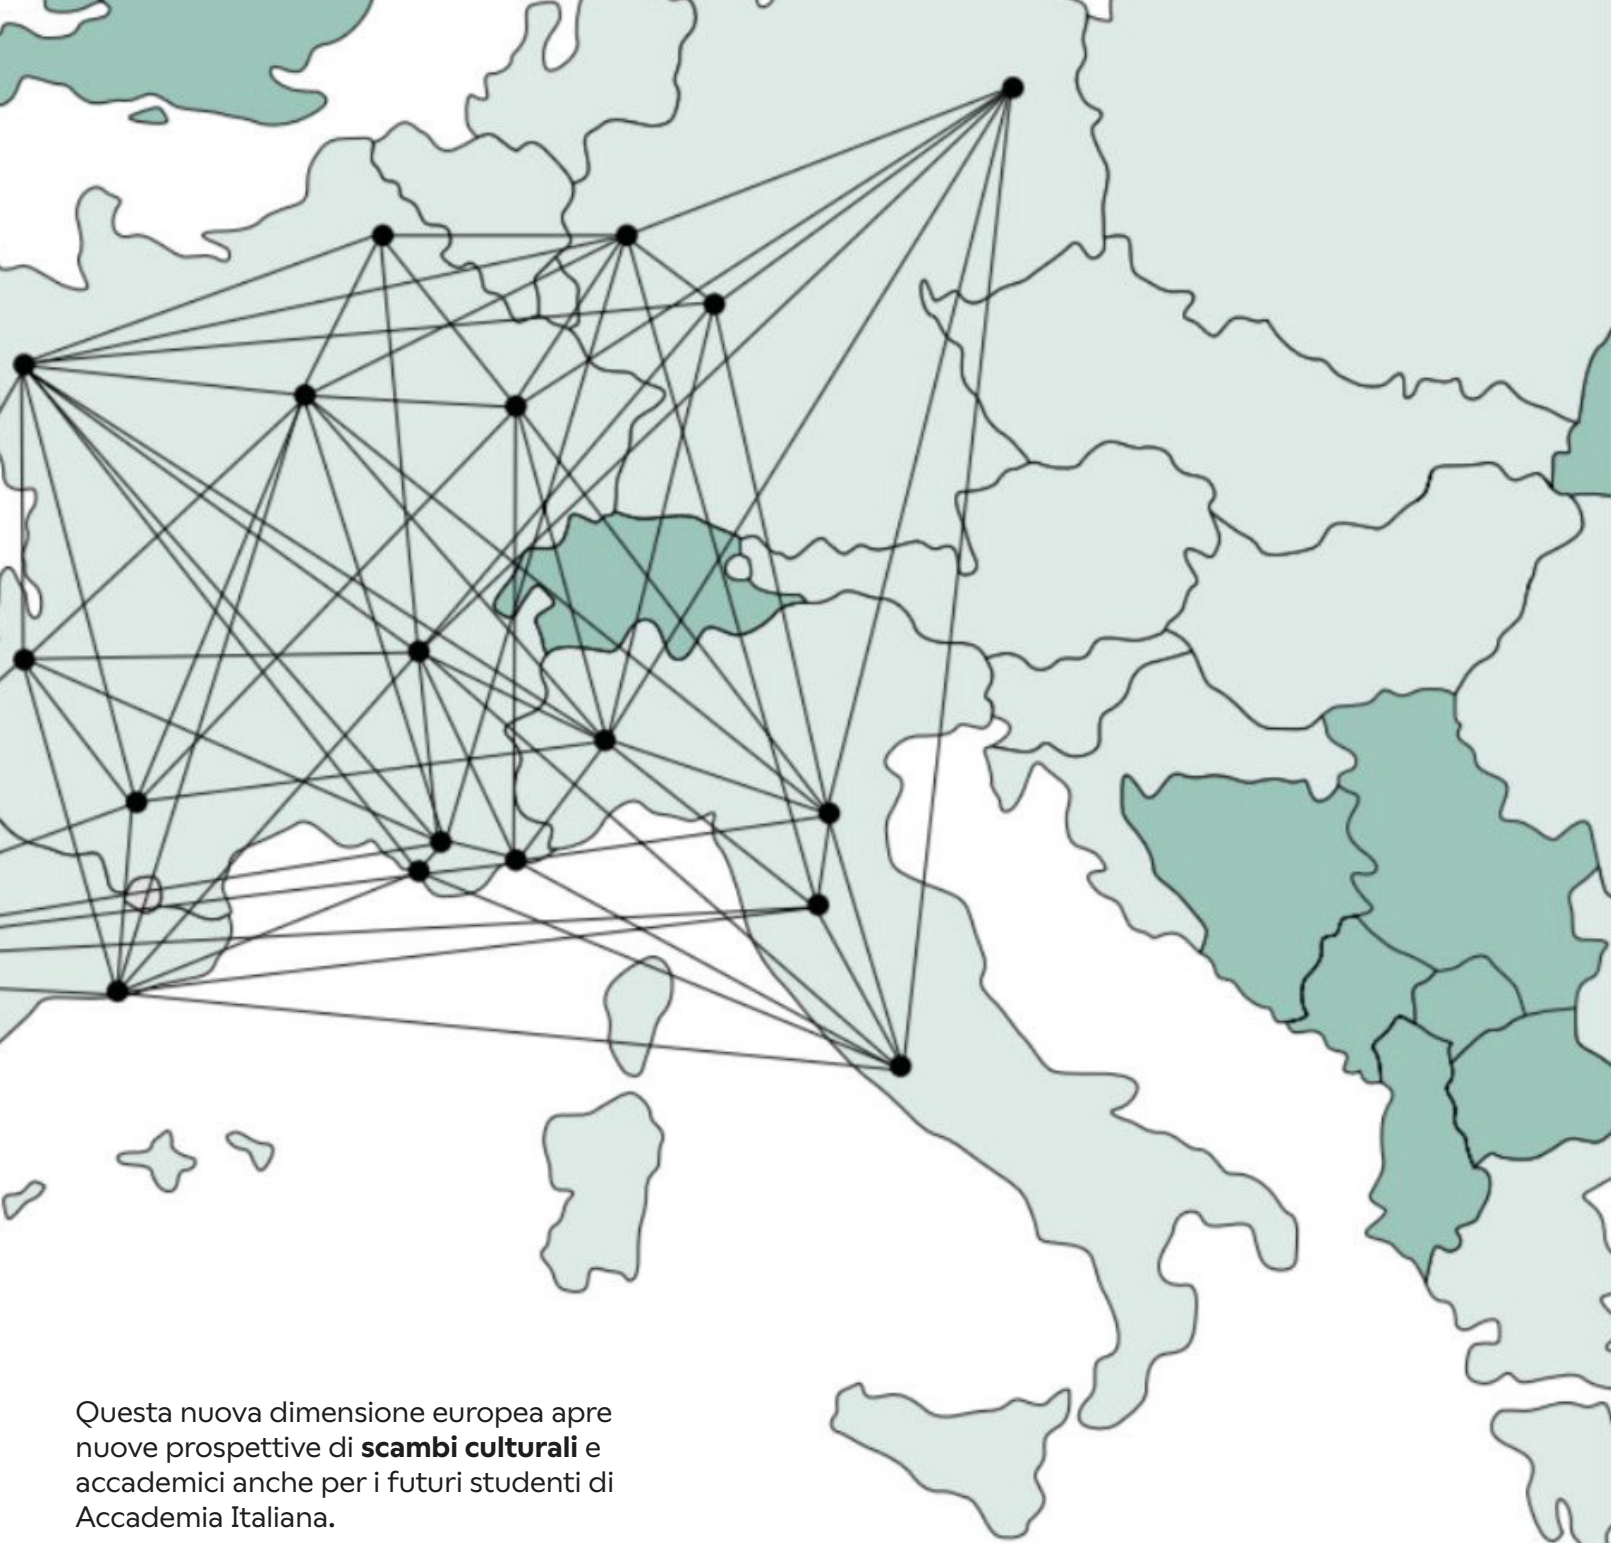 Questa nuova dimensione europea apre
nuove prospettive di scambi culturali e
accademici anche per i futuri studenti di
Accademia Italiana.